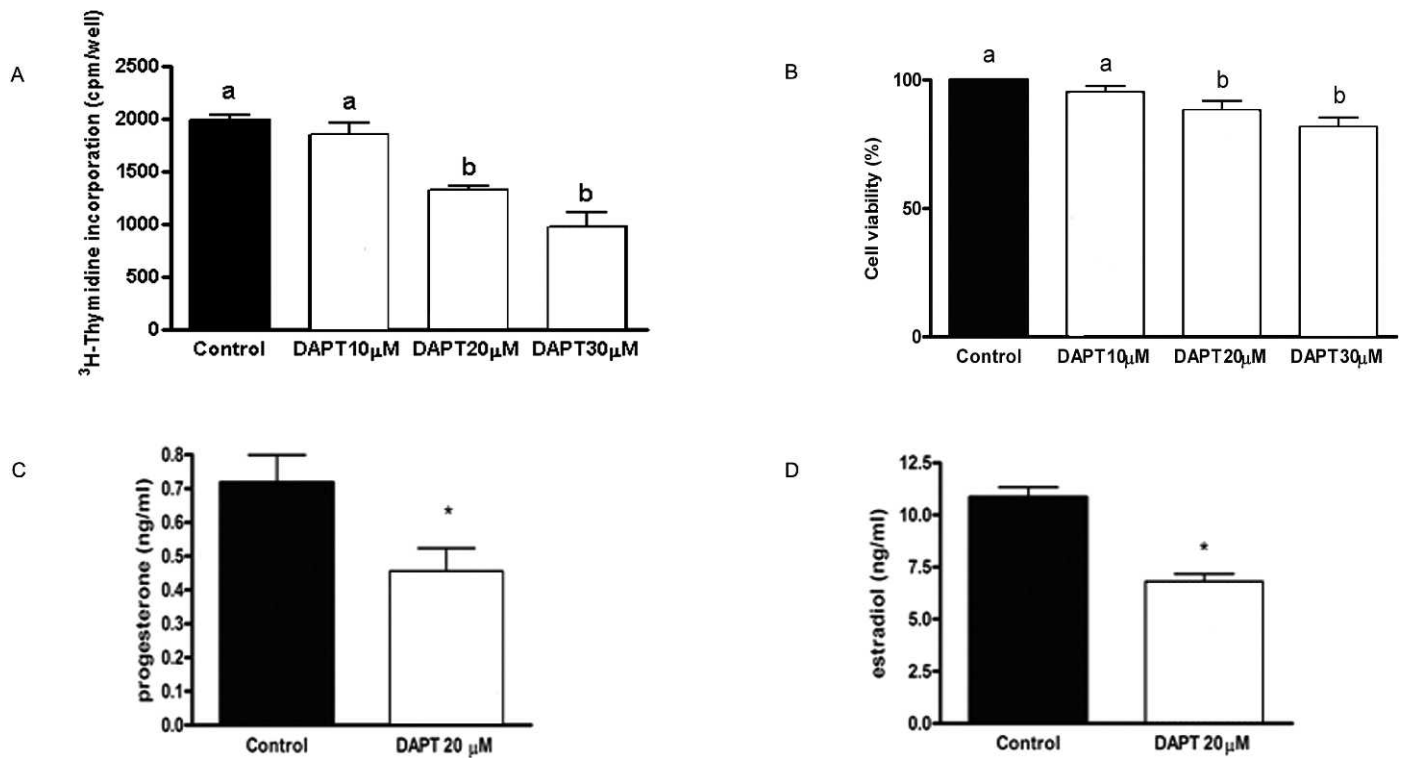 A
³H-Thymidine incorporation (cpm/well)
2500
2000
1500
1000
500
0
a
a
b
b
Control DAPT10μM DAPT20μM DAPT30μM
B
Cell viability (%)
100
50
0
a
a
b
b
Control DAPT10μM DAPT20μM DAPT30μM
C
progesterone (ng/ml)
0.8
0.7
0.6
0.5
0.4
0.3
0.2
0.1
0.0
*
Control DAPT 20 μM
D
estradiol (ng/ml)
12.5
10.0
7.5
5.0
2.5
0.0
*
Control DAPT 20μM